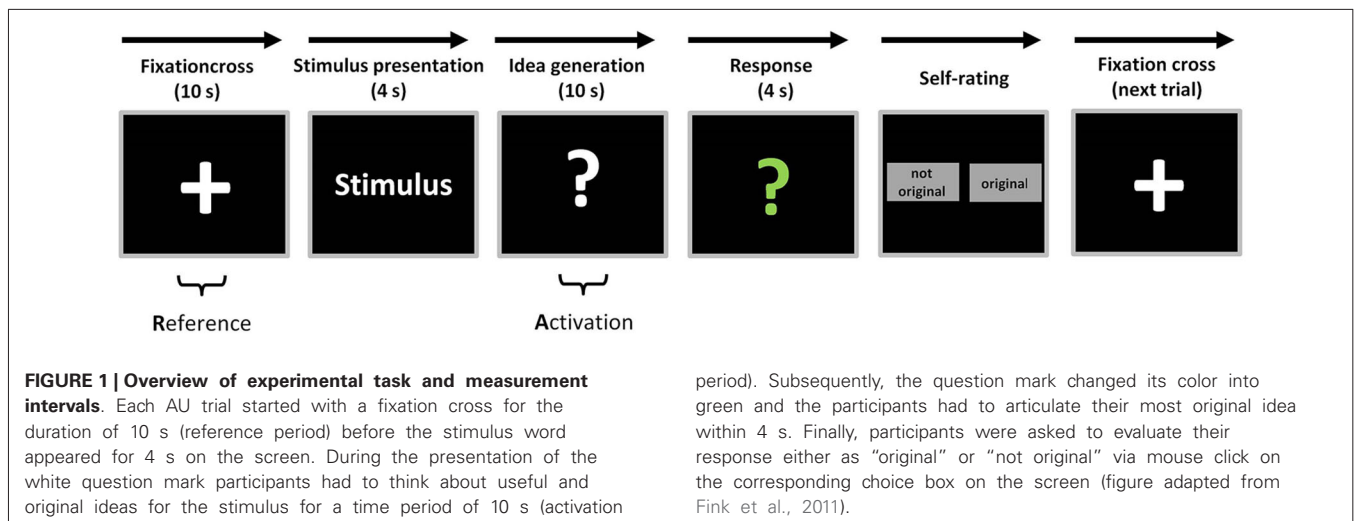 Fixationcross
(10 s)
Stimulus presentation
(4 s)
Idea generation
(10 s)
Response
(4 s)
Self-rating
Fixation cross
(next trial)
+
Stimulus
?
?
not
original
original
+
Reference
Activation
FIGURE 1 | Overview of experimental task and measurement
intervals. Each AU trial started with a fixation cross for the
duration of 10 s (reference period) before the stimulus word
appeared for 4 s on the screen. During the presentation of the
white question mark participants had to think about useful and
original ideas for the stimulus for a time period of 10 s (activation
period). Subsequently, the question mark changed its color into
green and the participants had to articulate their most original idea
within 4 s. Finally, participants were asked to evaluate their
response either as “original” or “not original” via mouse click on
the corresponding choice box on the screen (figure adapted from
Fink et al., 2011).